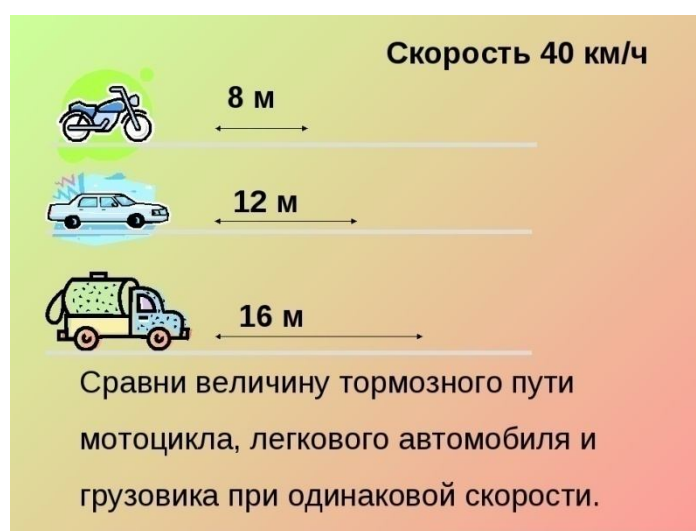 Скорость 40 км/ч
8 м
12 м
16 м
Сравни величину тормозного пути
мотоцикла, легкового автомобиля и
грузовика при одинаковой скорости.